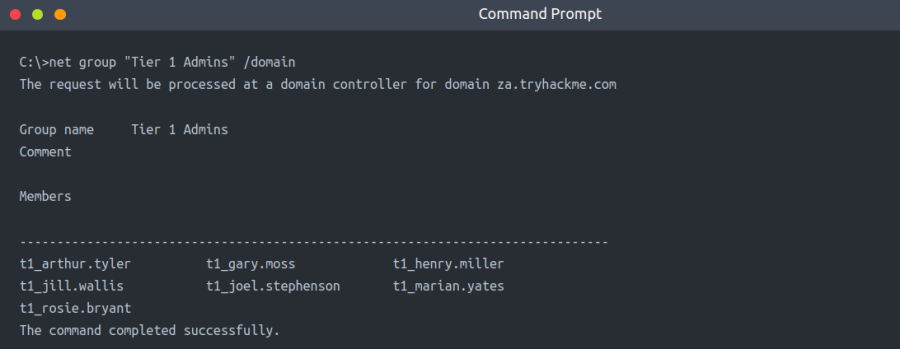 Command Prompt
C:\>net group "Tier 1 Admins" /domain
The request will be processed at a domain controller for domain za.tryhackme.com
Group name     Tier 1 Admins
Comment
Members
-------------------------------------------------------------------------------
t1_arthur.tyler          t1_gary.moss             t1_henry.miller
t1_jill.wallis           t1_joel.stephenson       t1_marian.yates
t1_rosie.bryant
The command completed successfully.